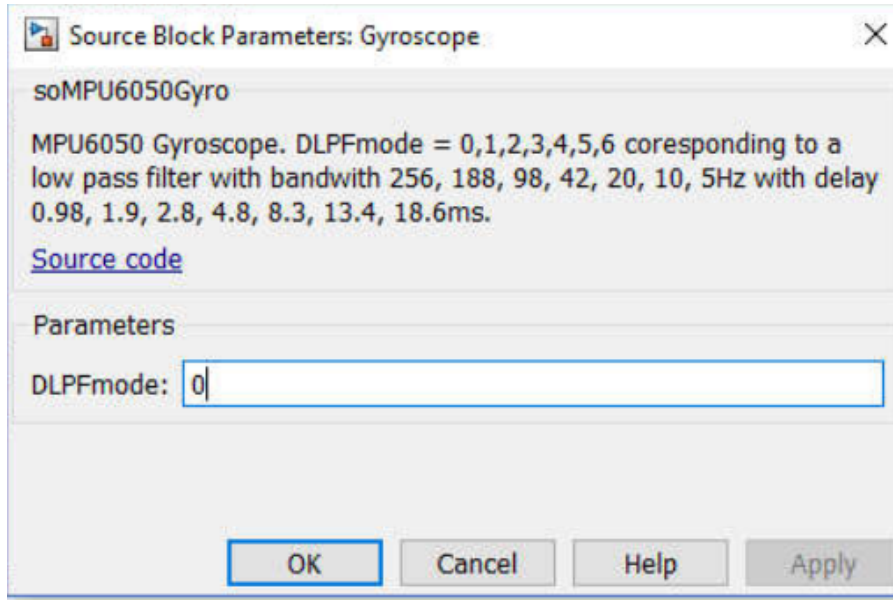 Source Block Parameters: Gyroscope
soMPU6050Gyro
MPU6050 Gyroscope. DLPFmode = 0,1,2,3,4,5,6 coresponding to a
low pass filter with bandwith 256, 188, 98, 42, 20, 10, 5Hz with delay
0.98, 1.9, 2.8, 4.8, 8.3, 13.4, 18.6ms.
Source code
Parameters
DLPFmode: 0
OK Cancel Help Apply